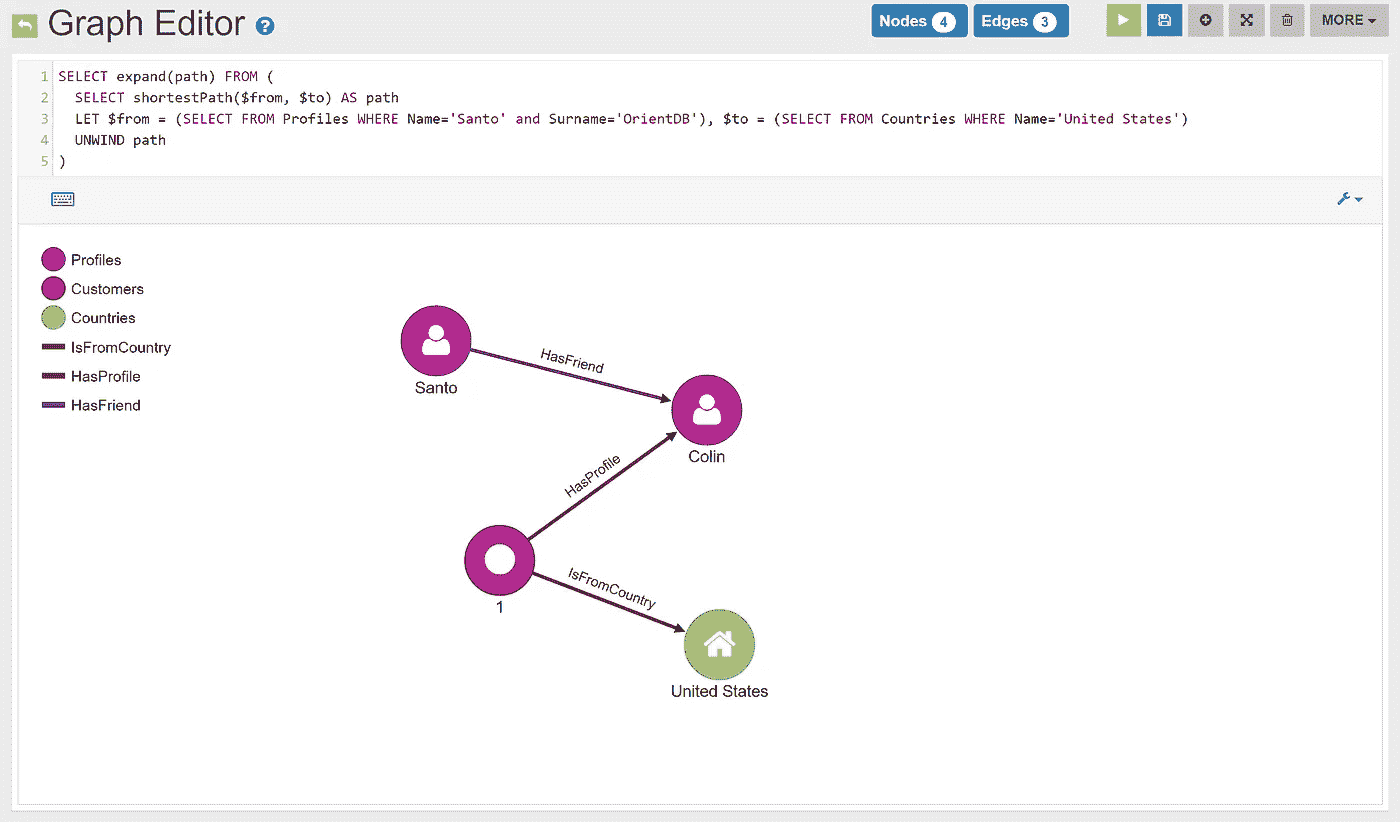 Graph Editor ?
Nodes 4 Edges 3 MORE
1 SELECT expand(path) FROM (
2 SELECT shortestPath($from, $to) AS path
3 LET $from = (SELECT FROM Profiles WHERE Name='Santo' and Surname='OrientDB'), $to = (SELECT FROM Countries WHERE Name='United States')
4 UNWIND path
5 )
Profiles
Customers
Countries
IsFromCountry
HasProfile
HasFriend
HasFriend
Santo
Colin
HasProfile
IsFromCountry
1
United States